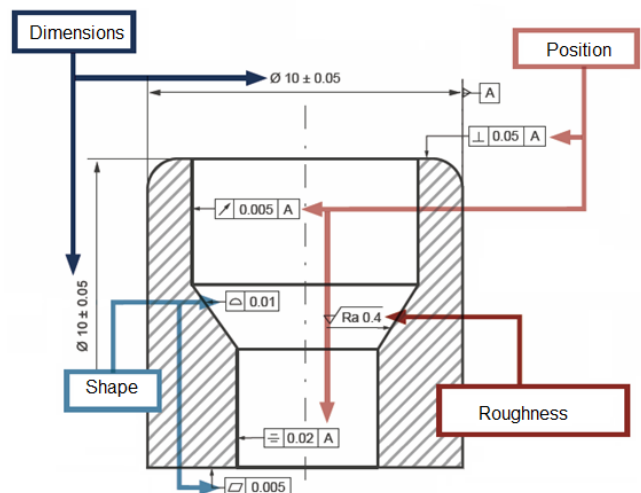 Dimensions
Position
Ø 10 ± 0.05
A
⊥ 0.05 A
↗ 0.005 A
Ø 10 ± 0.05
⌓ 0.01
Ra 0.4
Shape
Roughness
⌯ 0.02 A
⏥ 0.005